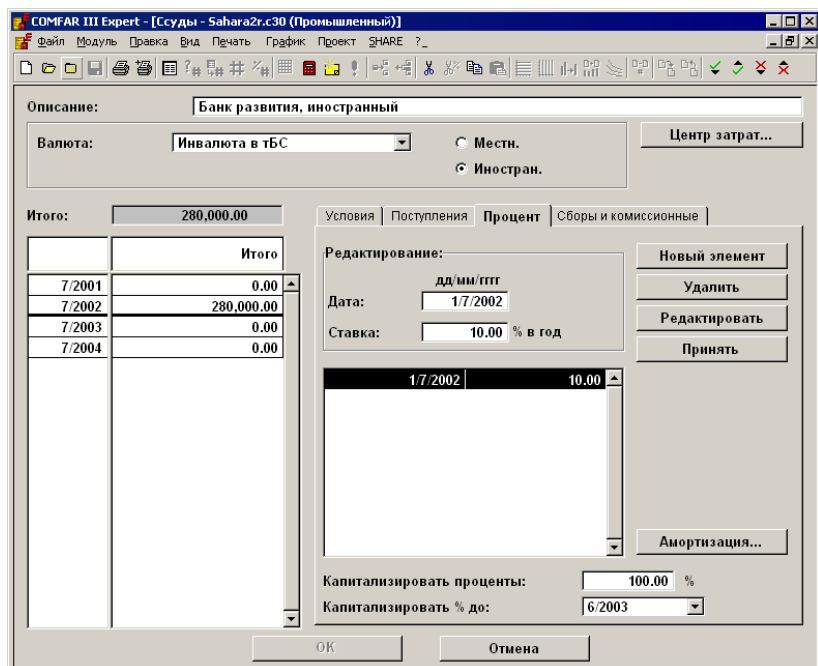 COMFAR III Expert - [Ссуды - Sahara2r.c30 (Промышленный)]
Файл Модуль Правка Вид Печать График Проект SHARE ?_
Описание: Банк развития, иностранный
Валюта: Инвалюта в тБС Местн. Центр затрат...
Иностран.
Итого: 280,000.00 Условия Поступления Процент Сборы и комиссионные
Итого Редактирование: Новый элемент
дд/мм/гггг
7/2001 0.00 Удалить
7/2002 280,000.00 Дата: 1/7/2002
7/2003 0.00 Редактировать
Ставка: 10.00 % в год
7/2004 0.00 Принять
1/7/2002 10.00
Амортизация...
Капитализировать проценты: 100.00 %
Капитализировать % до: 6/2003
OK Отмена